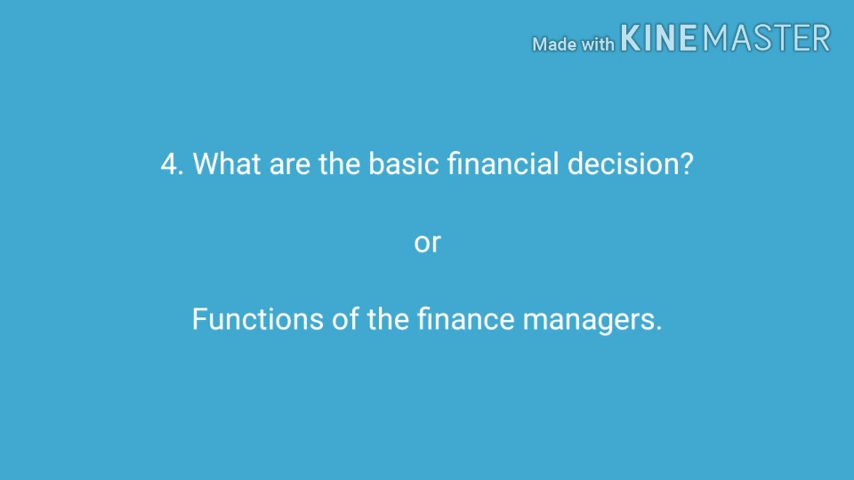 Made with KINEMASTER
4. What are the basic financial decision?
or
Functions of the finance managers.